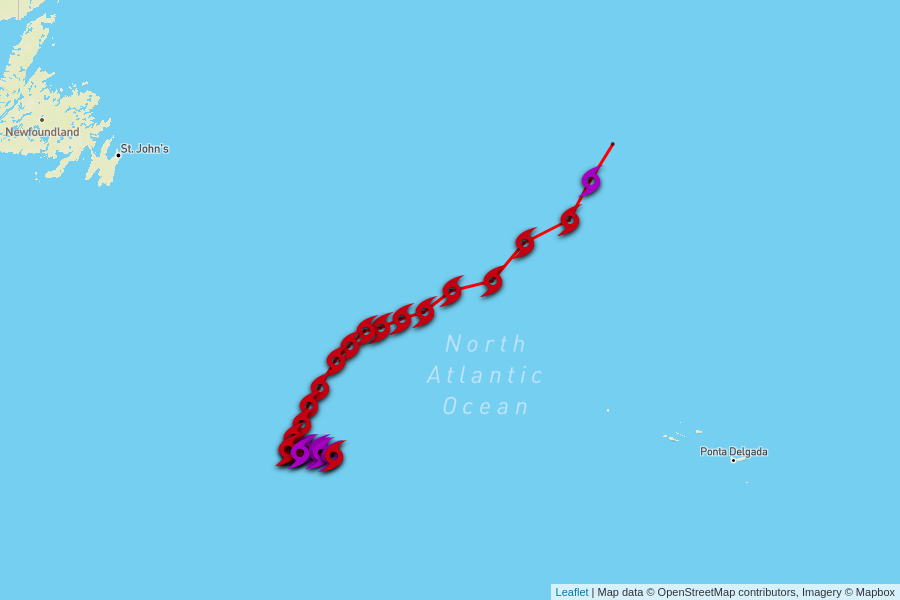 Newfoundland
St. John's
North
Atlantic
Ocean
Ponta Delgada
Leaflet | Map data © OpenStreetMap contributors, Imagery © Mapbox